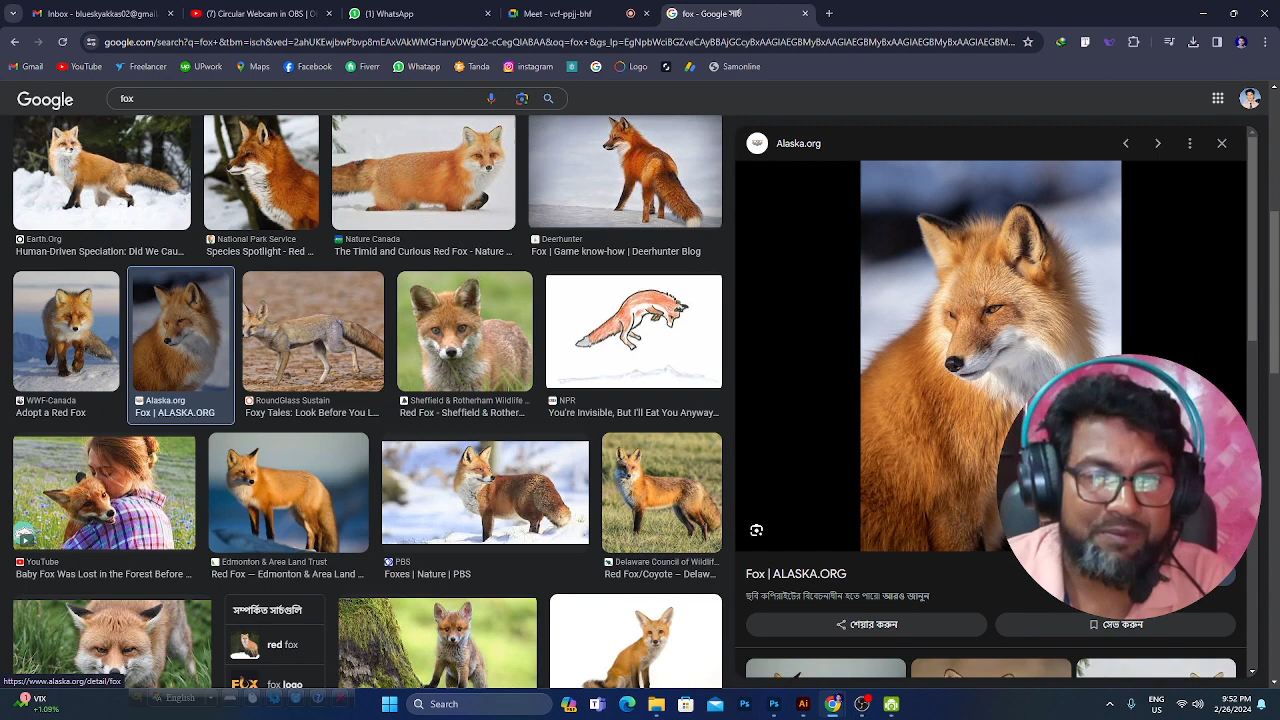 Inbox - blueskyakkas02@gmail.
(7) Circular Webcam in OBS | C
(1) WhatsApp
Meet - vcf-ppjj-bhf
fox - Google সার্চ
google.com/search?q=fox+&tbm=isch&ved=2ahUKEwjbwPbvp8mEAxVAkWMGHanyDWgQ2-cCegQIABAA&oq=fox+&gs_lp=EgNpbWciBGZveCAyBBAjGCcyBxAAGIAEGBMyBxAAGIAEGBMyBxAAGIAEGBMyBxAAGIAEGBMyBxAAGIAEGBM...
Gmail
YouTube
Freelancer
UPwork
Maps
Facebook
Fiverr
Whatapp
Tanda
instagram
Logo
Samonline
Google
fox
Alaska.org
Earth.Org
Human-Driven Speciation: Did We Cau...
National Park Service
Species Spotlight - Red ...
Nature Canada
The Timid and Curious Red Fox - Nature ...
Deerhunter
Fox | Game know-how | Deerhunter Blog
WWF-Canada
Adopt a Red Fox
Alaska.org
Fox | ALASKA.ORG
RoundGlass Sustain
Foxy Tales: Look Before You L...
Sheffield & Rotherham Wildlife ...
Red Fox - Sheffield & Rother...
NPR
You're Invisible, But I'll Eat You Anyway...
YouTube
Baby Fox Was Lost in the Forest Before ...
Edmonton & Area Land Trust
Red Fox — Edmonton & Area Land ...
PBS
Foxes | Nature | PBS
Delaware Council of Wildlif...
Red Fox/Coyote – Delaw...
Fox | ALASKA.ORG
ছবি কপিরাইটের বিবেচনাধীন হতে পারে৷ আরও জানুন
শেয়ার করুন
সেভ করুন
সম্পর্কিত সার্চগুলি
red fox
fox logo
https://www.alaska.org/detail/fox
VIX
+1.09%
English
Search
ENG
US
9:52 PM
2/26/2024